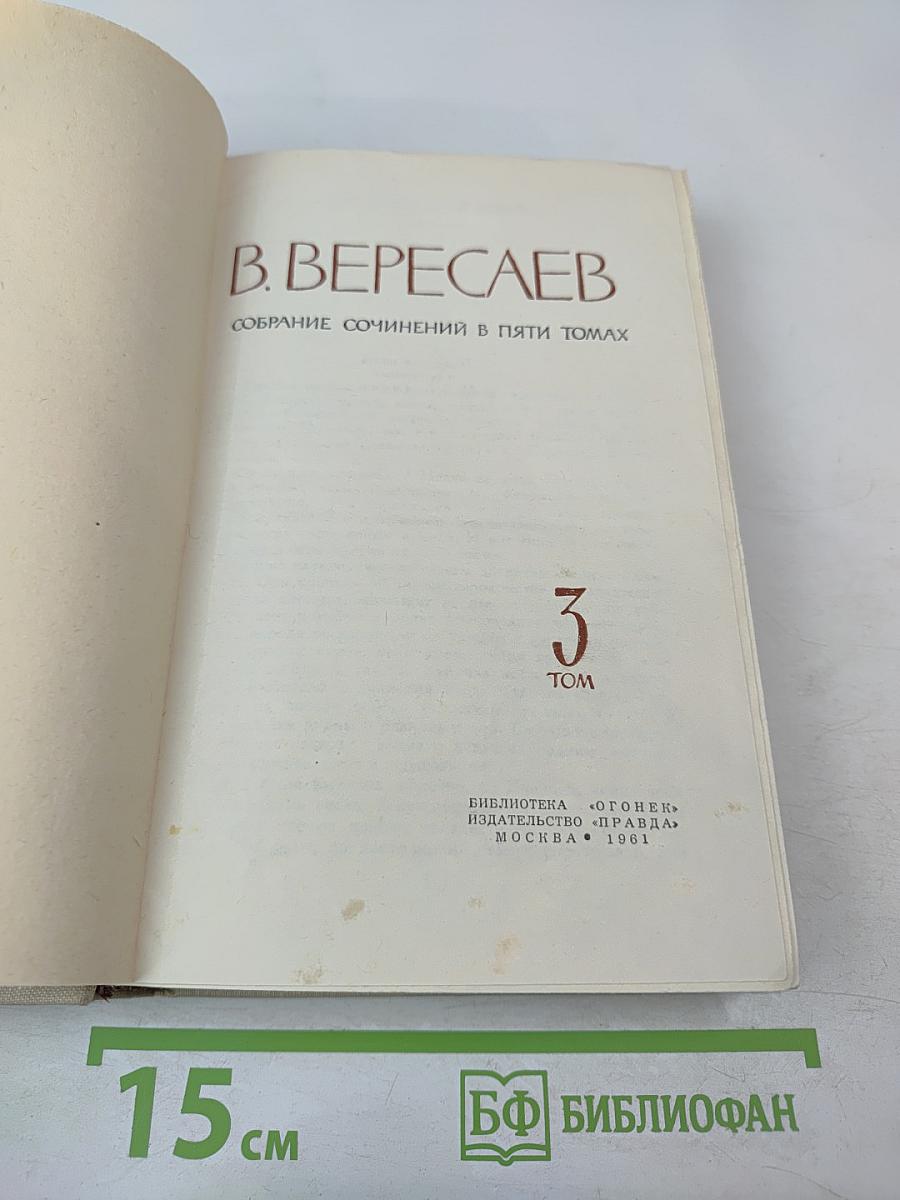 В. ВЕРЕСАЕВ
СОБРАНИЕ СОЧИНЕНИЙ В ПЯТИ ТОМАХ
3
ТОМ
БИБЛИОТЕКА «ОГОНЕК»
ИЗДАТЕЛЬСТВО «ПРАВДА»
МОСКВА • 1961
15 см
БФ БИБЛИОФАН